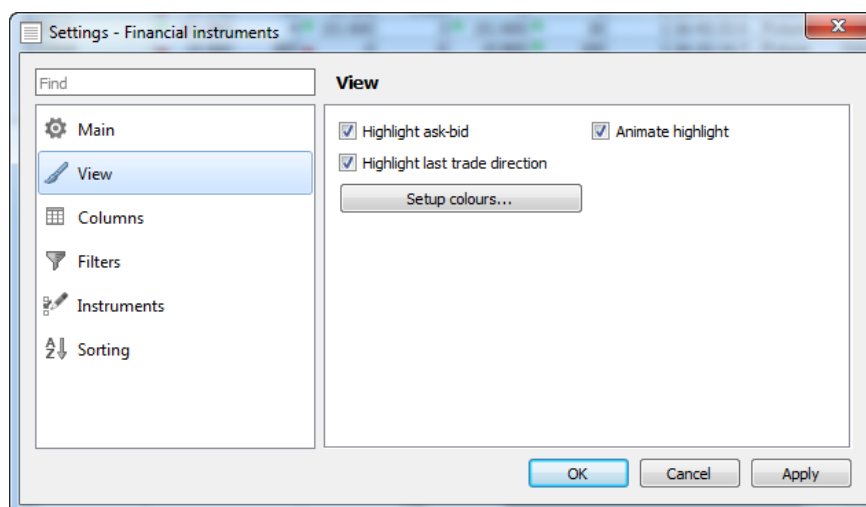 Settings - Financial instruments
Find
Main
View
Columns
Filters
Instruments
Sorting
View
Highlight ask-bid
Animate highlight
Highlight last trade direction
Setup colours...
OK
Cancel
Apply